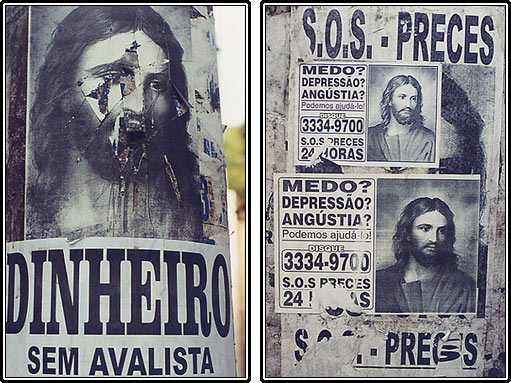 DINHEIRO
SEM AVALISTA
S.O.S. - PRECES
MEDO?
DEPRESSÃO?
ANGÚSTIA?
Podemos ajudá-lo!
DISQUE
3334-9700
S.O.S PRECES
24 HORAS
MEDO?
DEPRESSÃO?
ANGÚSTIA?
Podemos ajudá-lo!
DISQUE
3334-9700
S.O.S PRECES
24 HORAS
S.O.S. - PRECES